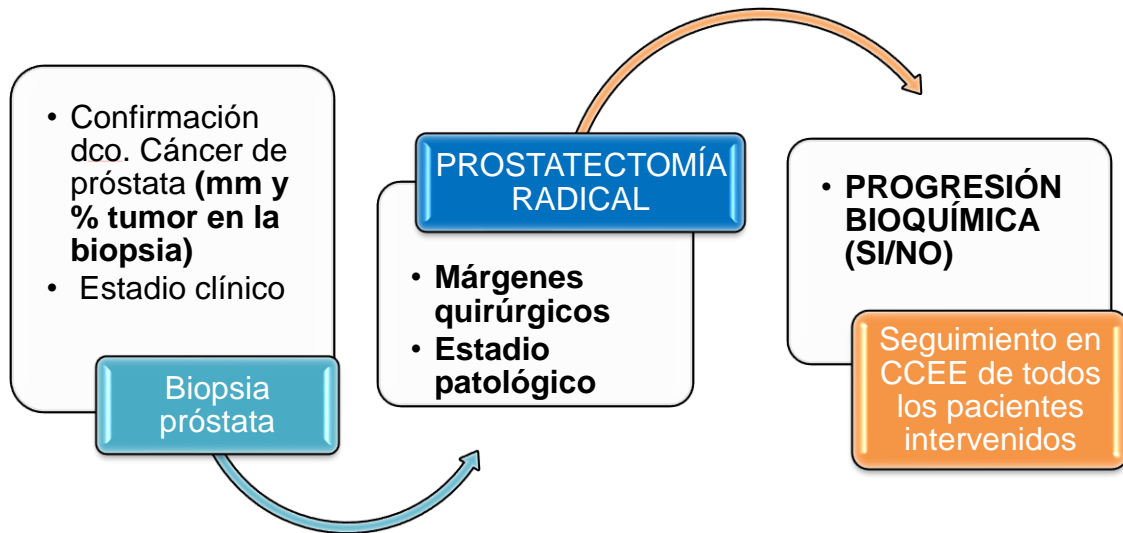 • Confirmación
dco. Cáncer de
próstata (mm y
% tumor en la
biopsia)
• Estadio clínico
Biopsia
próstata
PROSTATECTOMÍA
RADICAL
• Márgenes
quirúrgicos
• Estadio
patológico
• PROGRESIÓN
BIOQUÍMICA
(SI/NO)
Seguimiento en
CCEE de todos
los pacientes
intervenidos